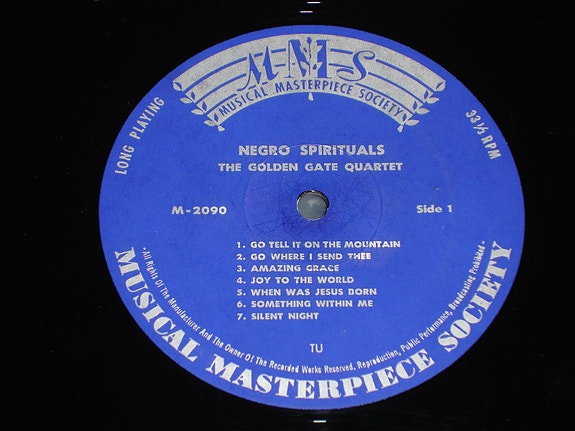 MMS
MUSICAL MASTERPIECE SOCIETY
LONG PLAYING
33 1/3 RPM
NEGRO SPIRITUALS
THE GOLDEN GATE QUARTET
M-2090
Side 1
1. GO TELL IT ON THE MOUNTAIN
2. GO WHERE I SEND THEE
3. AMAZING GRACE
4. JOY TO THE WORLD
5. WHEN WAS JESUS BORN
6. SOMETHING WITHIN ME
7. SILENT NIGHT
TU
- All Rights Of The Manufacturer And The Owner Of The Recorded Works Reserved. Reproduction, Public Performance, Broadcasting Prohibited -
MUSICAL MASTERPIECE SOCIETY